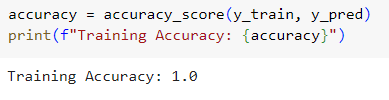 accuracy = accuracy_score(y_train, y_pred)
print(f"Training Accuracy: {accuracy}")
Training Accuracy: 1.0